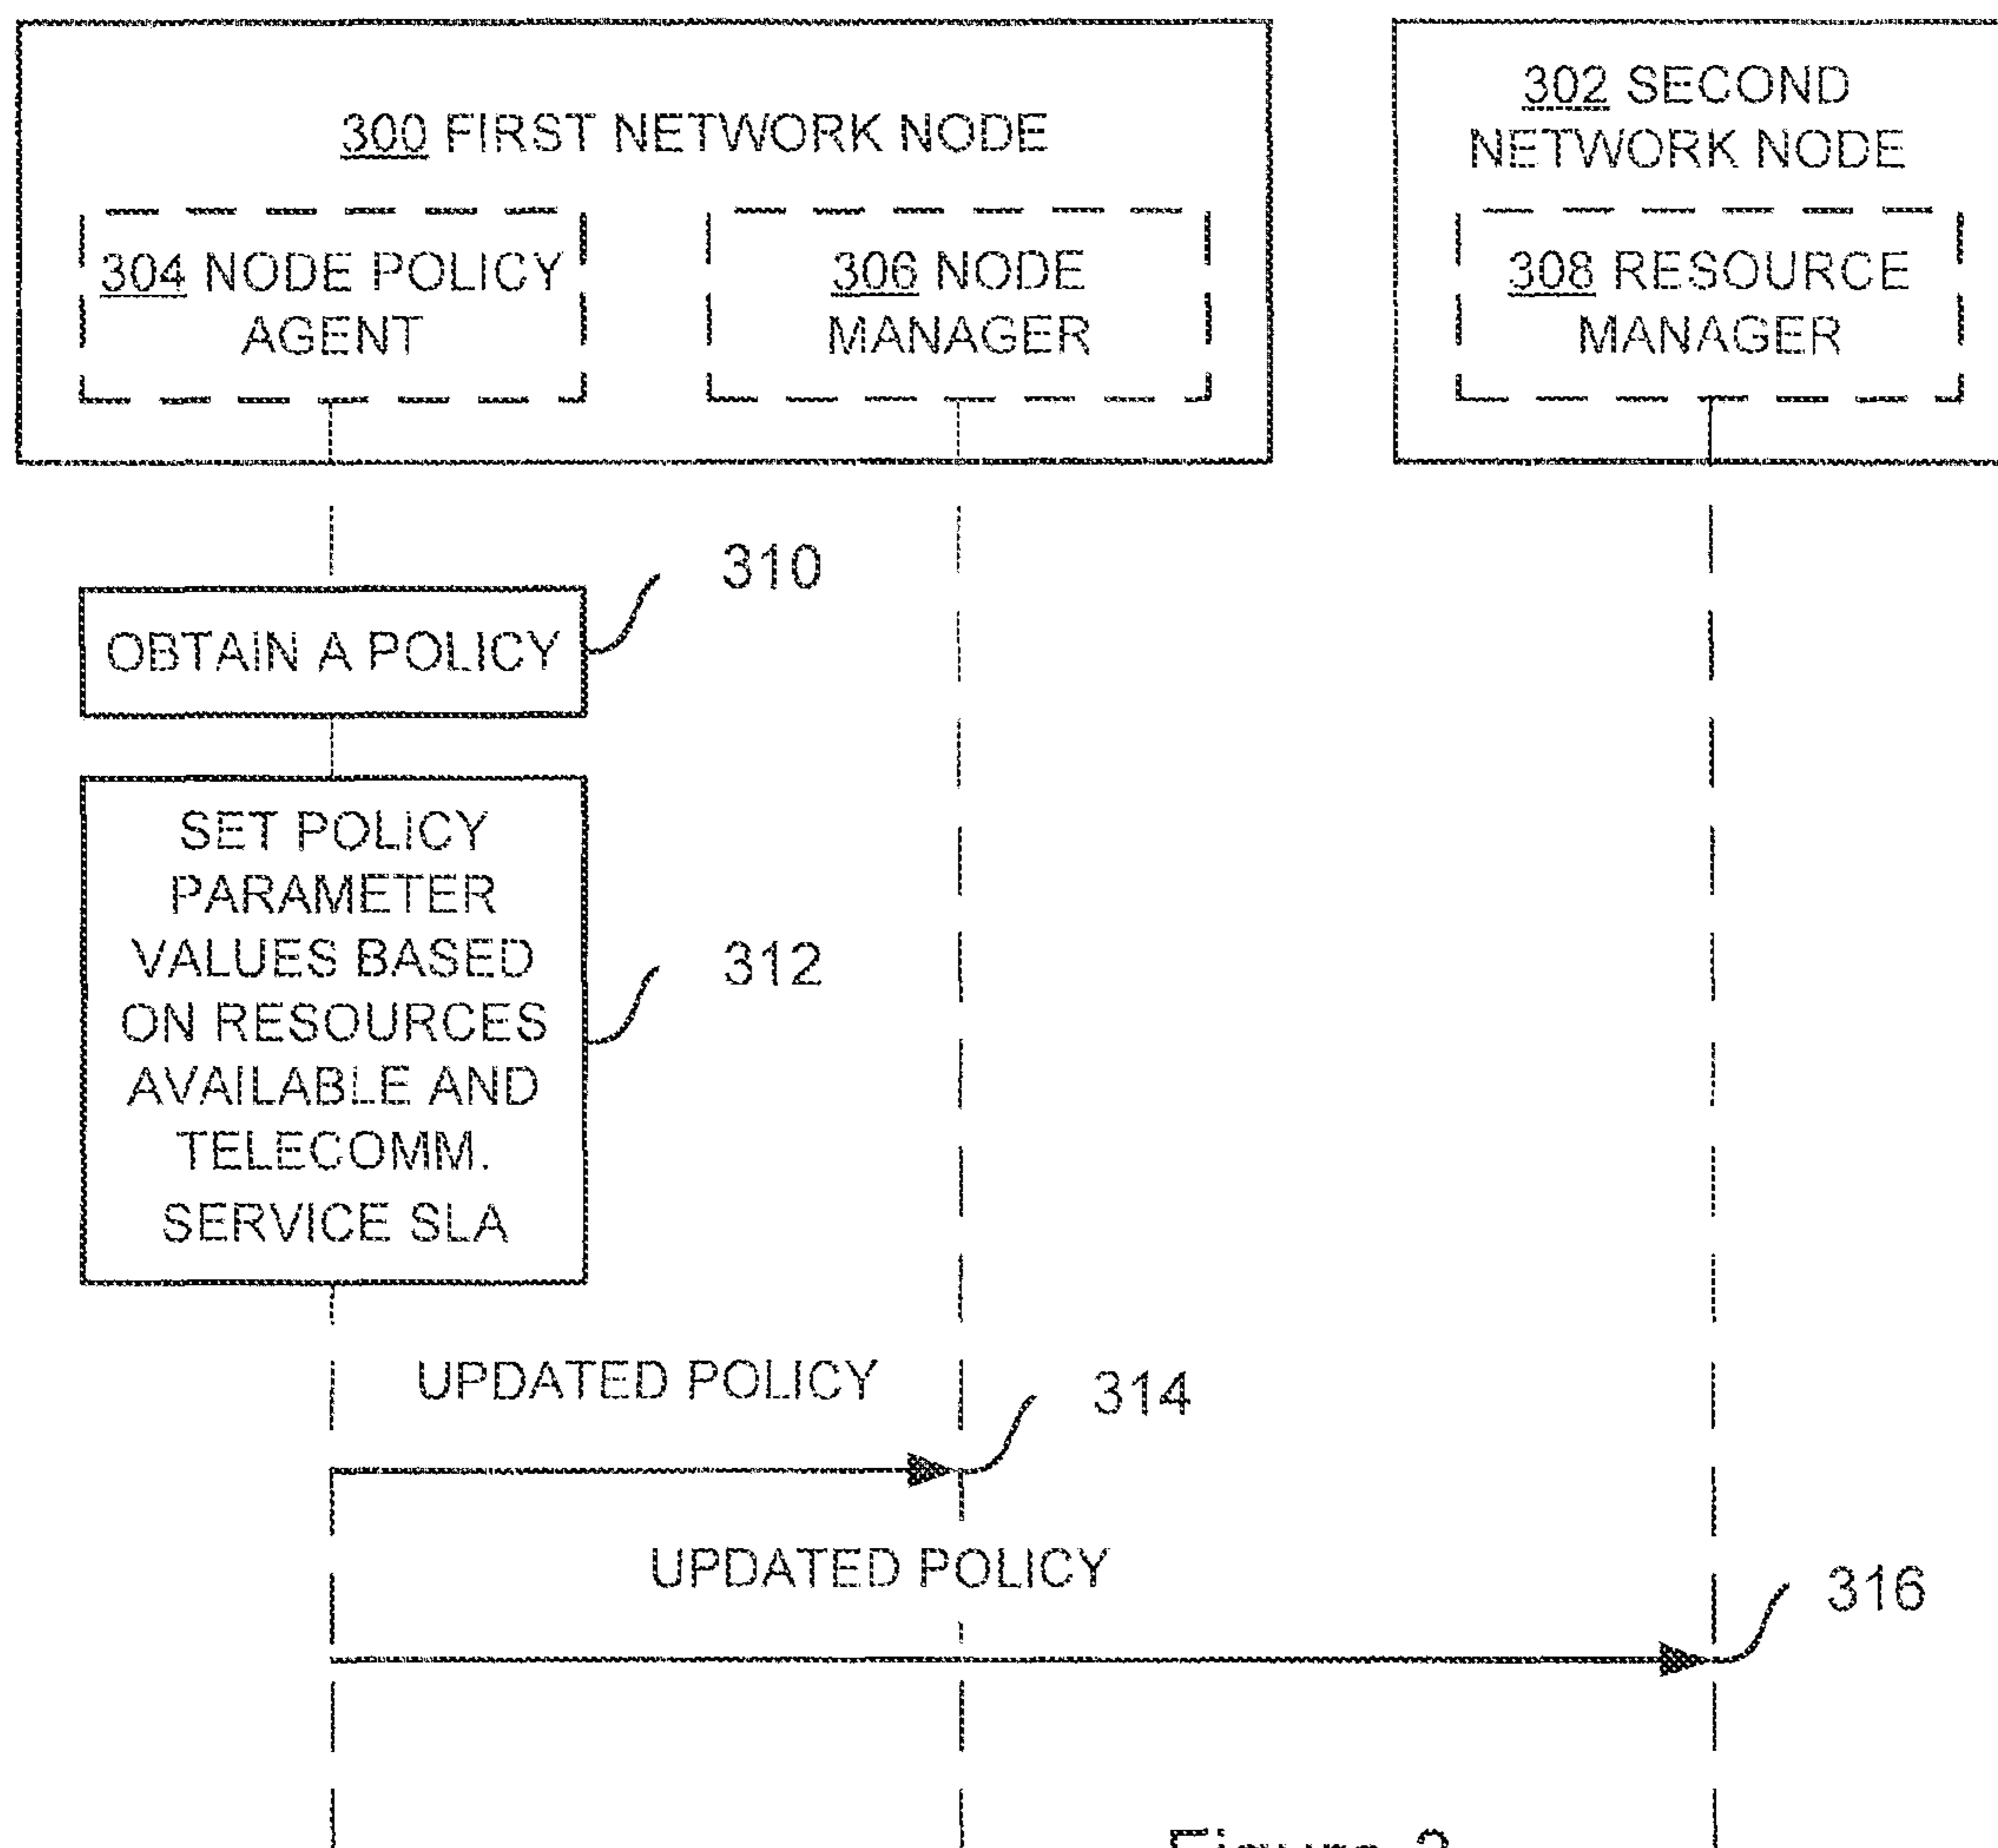 300 FIRST NETWORK NODE
304 NODE POLICY
AGENT
306 NODE
MANAGER
302 SECOND
NETWORK NODE
308 RESOURCE
MANAGER
310
OBTAIN A POLICY
SET POLICY
PARAMETER
VALUES BASED
ON RESOURCES
AVAILABLE AND
TELECOMM.
SERVICE SLA
312
UPDATED POLICY
314
UPDATED POLICY
316
Figure